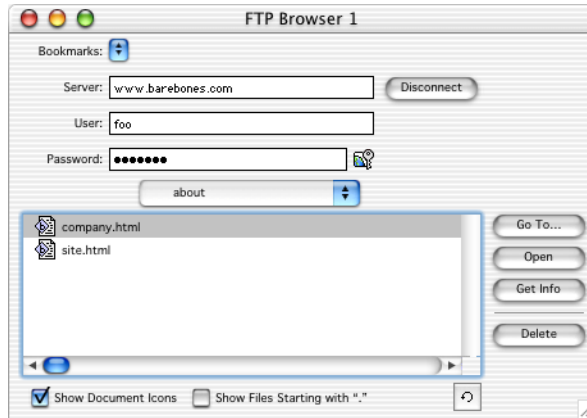 FTP Browser 1
Bookmarks:
Server: www.barebones.com Disconnect
User: foo
Password: •••••••
about
company.html
site.html
Go To...
Open
Get Info
Delete
Show Document Icons Show Files Starting with “.”